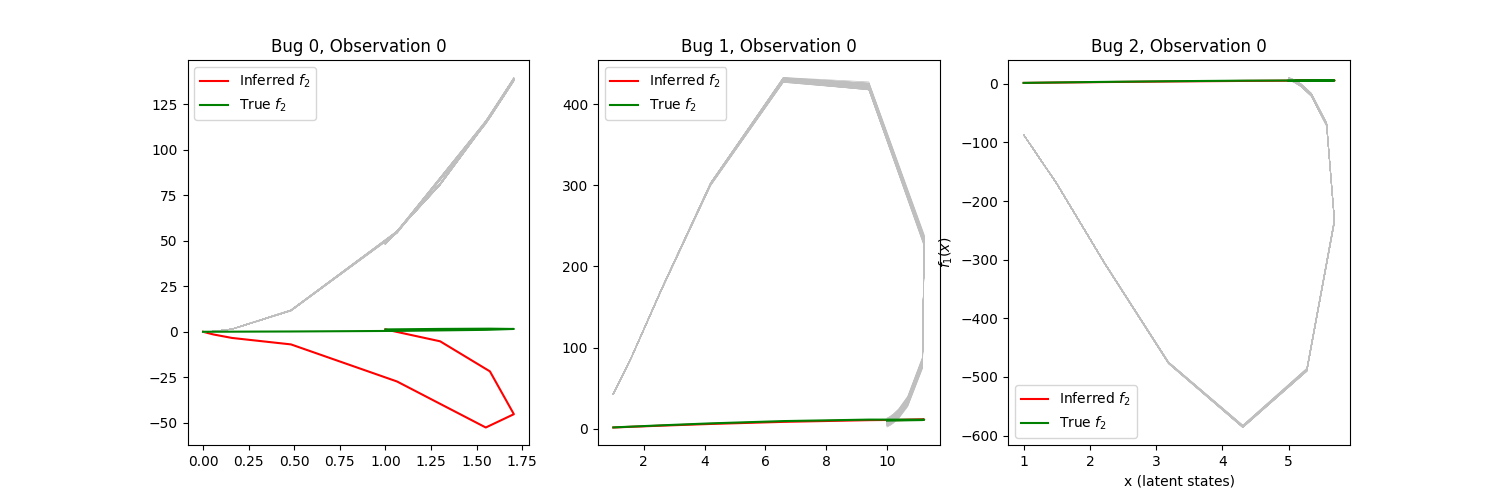 Bug 0, Observation 0
Inferred f₂
True f₂
125
100
75
50
25
0
−25
−50
0.00 0.25 0.50 0.75 1.00 1.25 1.50 1.75
Bug 1, Observation 0
Inferred f₂
True f₂
400
300
200
100
0
2 4 6 8 10
Bug 2, Observation 0
f₁(x)
0
−100
−200
−300
−400
−500
−600
Inferred f₂
True f₂
1 2 3 4 5
x (latent states)